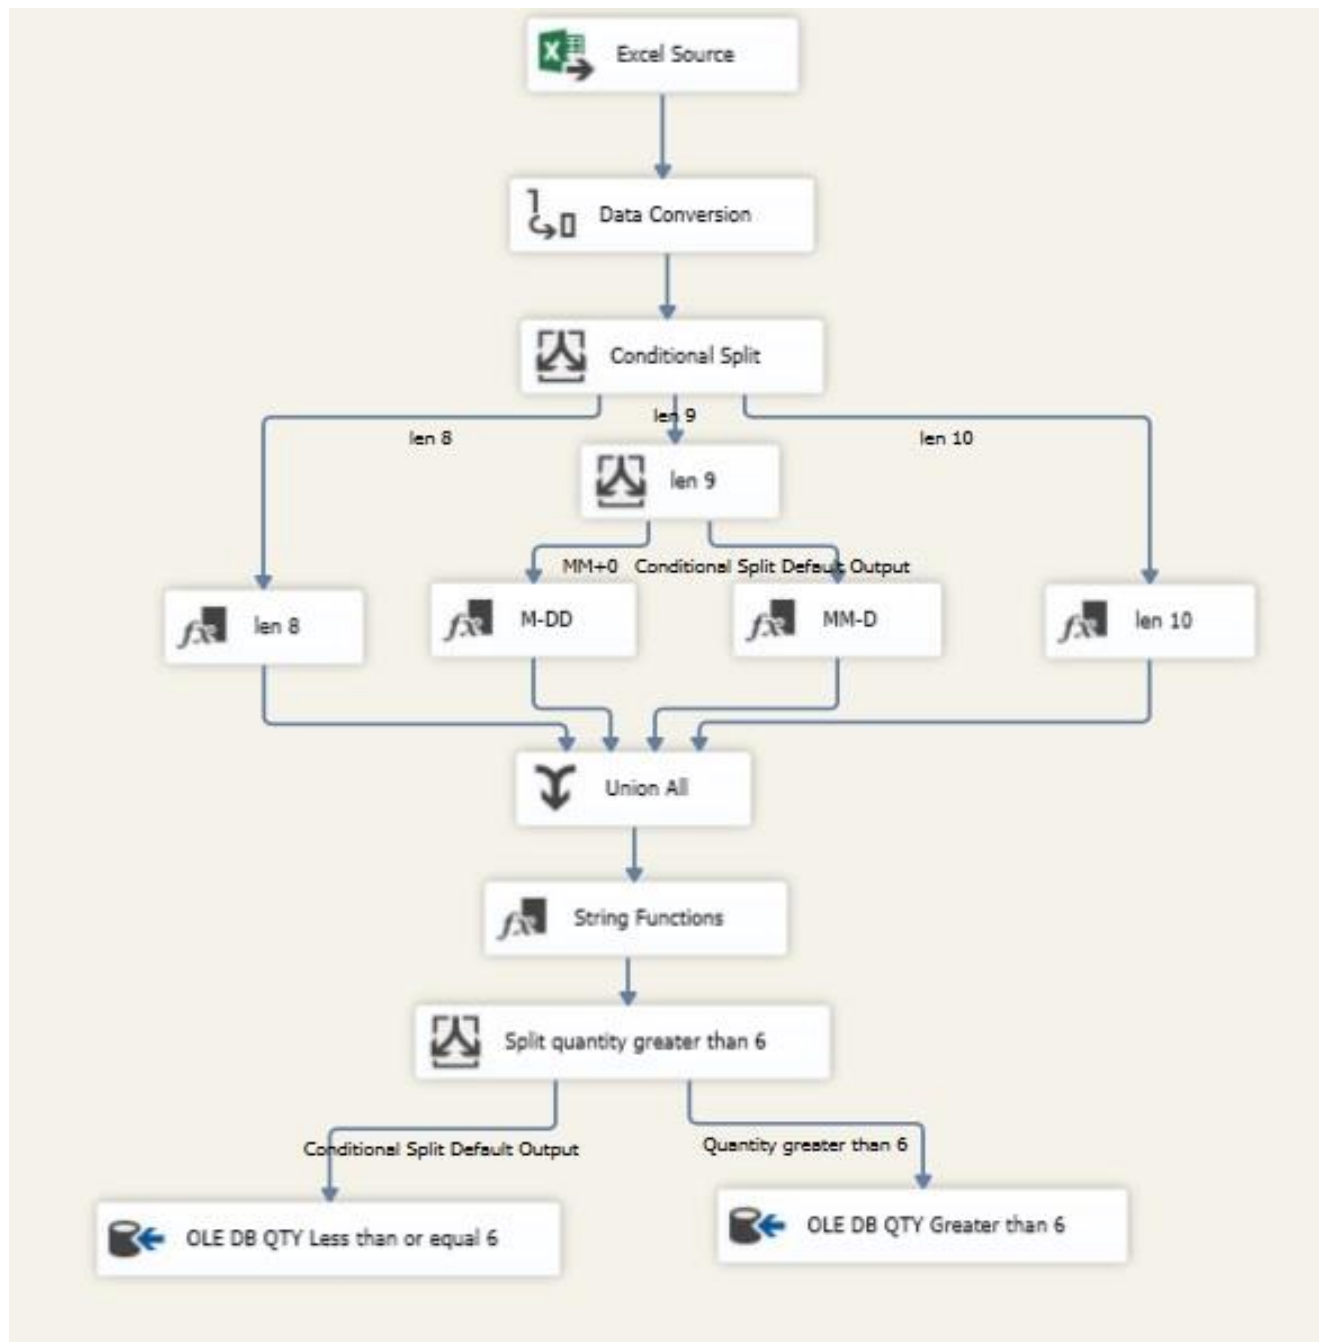 Excel Source
Data Conversion
Conditional Split
len 9
len 8
len 10
len 9
MM+0
Conditional Split Default Output
len 8
M-DD
MM-D
len 10
Union All
String Functions
Split quantity greater than 6
Conditional Split Default Output
Quantity greater than 6
OLE DB QTY Less than or equal 6
OLE DB QTY Greater than 6